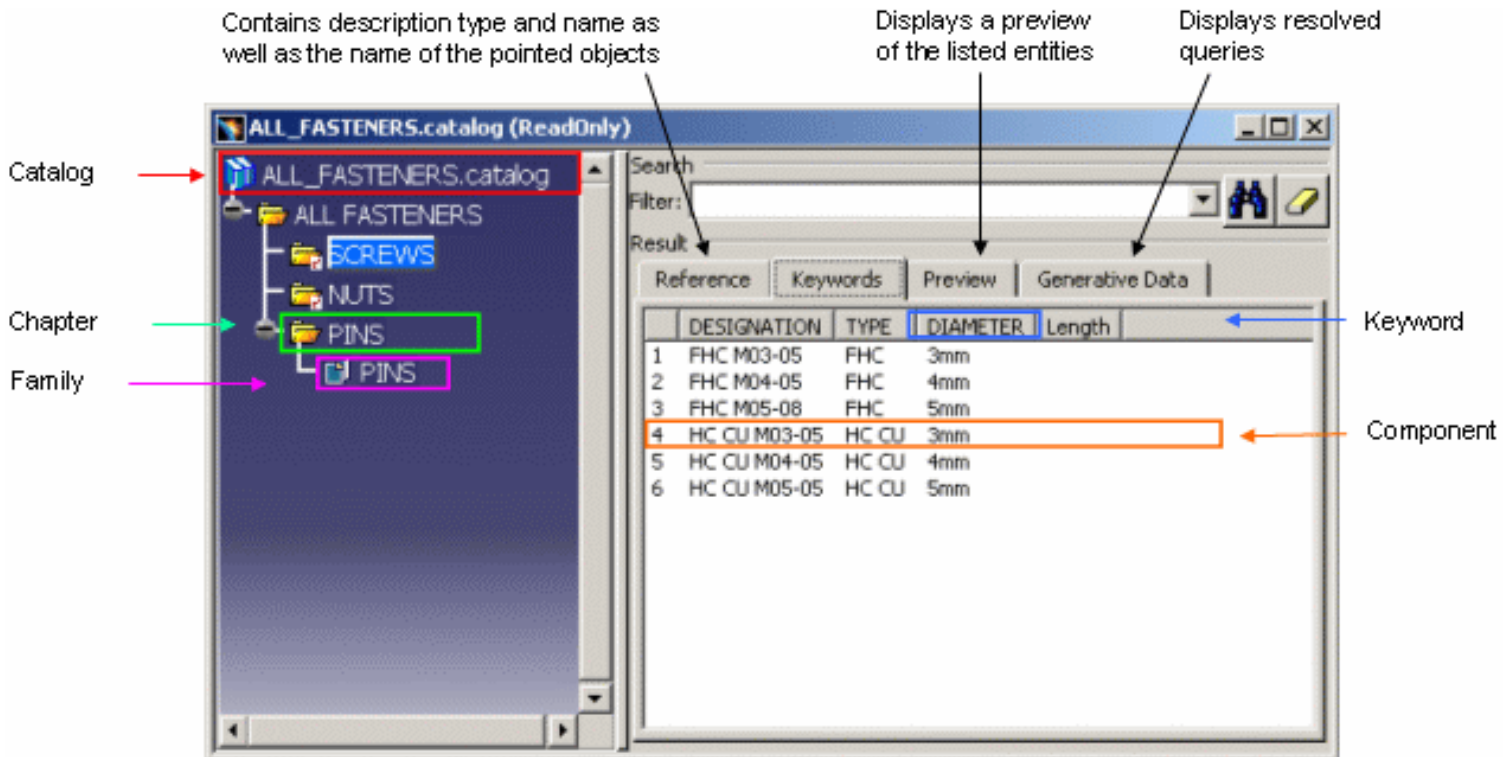 Contains description type and name as
well as the name of the pointed objects
Displays a preview
of the listed entities
Displays resolved
queries
ALL_FASTENERS.catalog (ReadOnly)
Catalog
ALL_FASTENERS.catalog
ALL FASTENERS
SCREWS
NUTS
Chapter
PINS
Family
PINS
Search
Filter:
Result
Reference Keywords Preview Generative Data
DESIGNATION TYPE DIAMETER Length
Keyword
1 FHC M03-05 FHC 3mm
2 FHC M04-05 FHC 4mm
3 FHC M05-08 FHC 5mm
4 HC CU M03-05 HC CU 3mm
Component
5 HC CU M04-05 HC CU 4mm
6 HC CU M05-05 HC CU 5mm